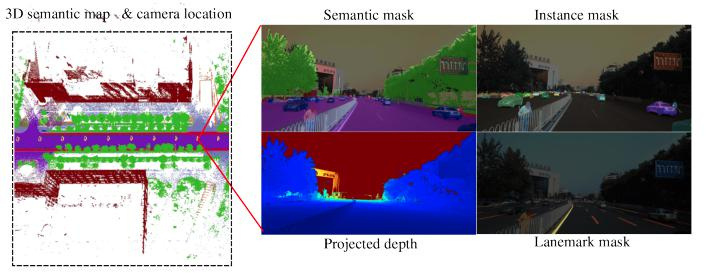 3D semantic map & camera location
Semantic mask
Instance mask
Projected depth
Lanemark mask